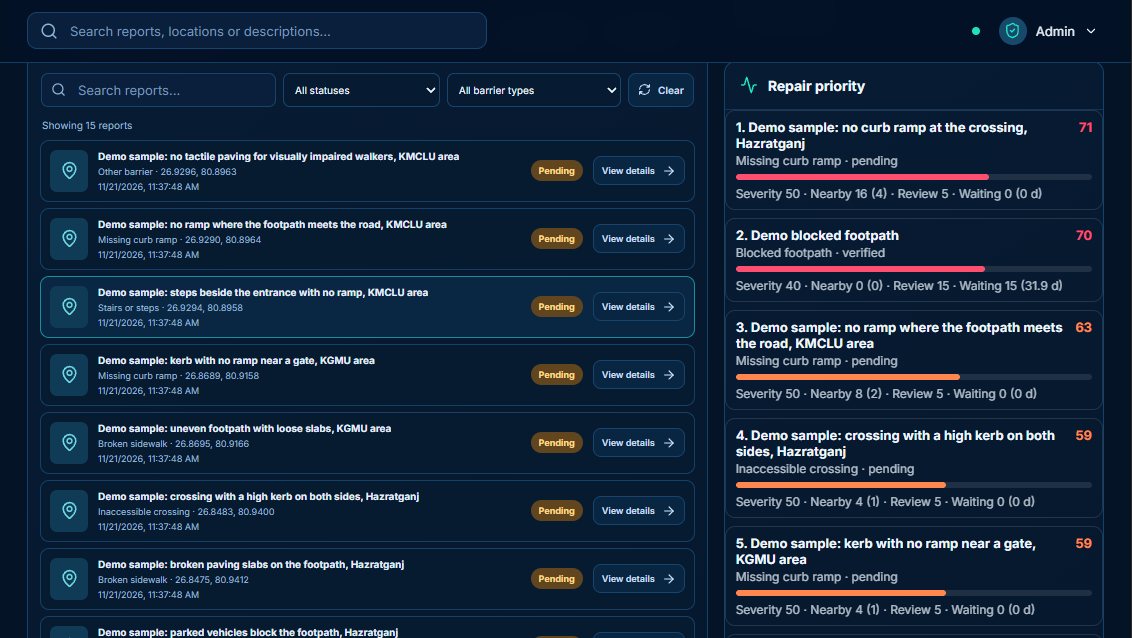 Search reports, locations or descriptions...
Admin
Search reports...
All statuses
All barrier types
Clear
Showing 15 reports
Demo sample: no tactile paving for visually impaired walkers, KMCLU area
Other barrier · 26.9296, 80.8963
11/21/2026, 11:37:48 AM
Pending
View details
Demo sample: no ramp where the footpath meets the road, KMCLU area
Missing curb ramp · 26.9290, 80.8964
11/21/2026, 11:37:48 AM
Pending
View details
Demo sample: steps beside the entrance with no ramp, KMCLU area
Stairs or steps · 26.9294, 80.8958
11/21/2026, 11:37:48 AM
Pending
View details
Demo sample: kerb with no ramp near a gate, KGMU area
Missing curb ramp · 26.8689, 80.9158
11/21/2026, 11:37:48 AM
Pending
View details
Demo sample: uneven footpath with loose slabs, KGMU area
Broken sidewalk · 26.8695, 80.9166
11/21/2026, 11:37:48 AM
Pending
View details
Demo sample: crossing with a high kerb on both sides, Hazratganj
Inaccessible crossing · 26.8483, 80.9400
11/21/2026, 11:37:48 AM
Pending
View details
Demo sample: broken paving slabs on the footpath, Hazratganj
Broken sidewalk · 26.8475, 80.9412
11/21/2026, 11:37:48 AM
Pending
View details
Demo sample: parked vehicles block the footpath, Hazratganj
Repair priority
1. Demo sample: no curb ramp at the crossing,
Hazratganj
71
Missing curb ramp · pending
Severity 50 · Nearby 16 (4) · Review 5 · Waiting 0 (0 d)
2. Demo blocked footpath
70
Blocked footpath · verified
Severity 40 · Nearby 0 (0) · Review 15 · Waiting 15 (31.9 d)
3. Demo sample: no ramp where the footpath meets
the road, KMCLU area
63
Missing curb ramp · pending
Severity 50 · Nearby 8 (2) · Review 5 · Waiting 0 (0 d)
4. Demo sample: crossing with a high kerb on both
sides, Hazratganj
59
Inaccessible crossing · pending
Severity 50 · Nearby 4 (1) · Review 5 · Waiting 0 (0 d)
5. Demo sample: kerb with no ramp near a gate,
KGMU area
59
Missing curb ramp · pending
Severity 50 · Nearby 4 (1) · Review 5 · Waiting 0 (0 d)